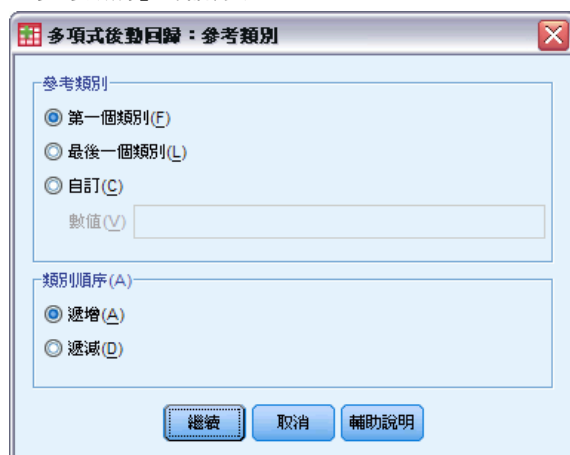 多項式後勤回歸：參考類別
參考類別
第一個類別(F)
最後一個類別(L)
自訂(C)
數值(V)
類別順序(A)
遞增(A)
遞減(D)
繼續 取消 輔助說明